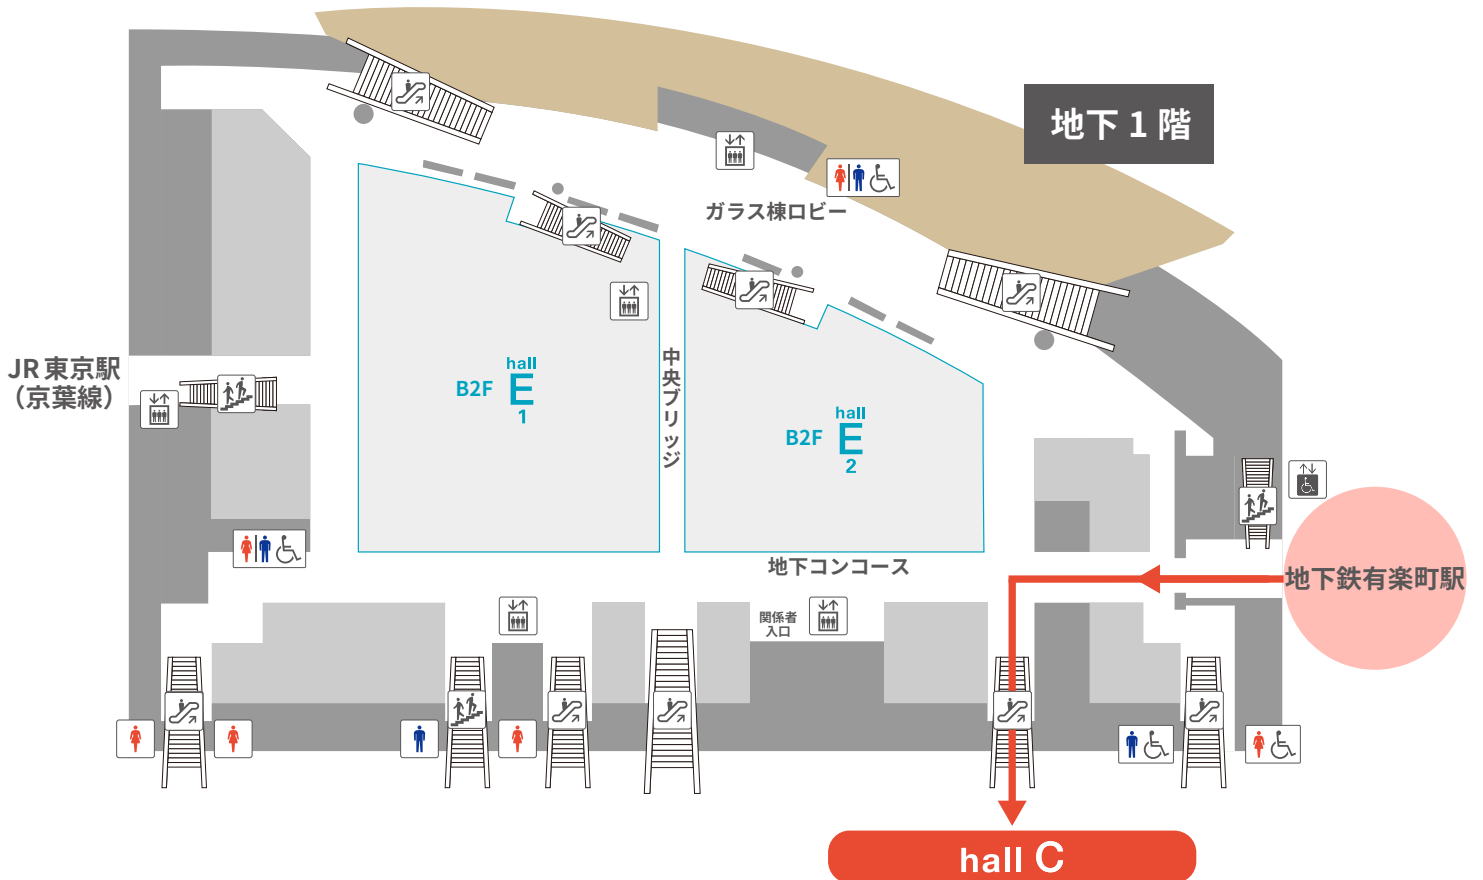 地下 1 階
ガラス棟ロビー
JR 東京駅
（京葉線）
hall
B2F E
1
中央ブリッジ
hall
B2F E
2
地下コンコース
地下鉄有楽町駅
関係者
入口
hall C